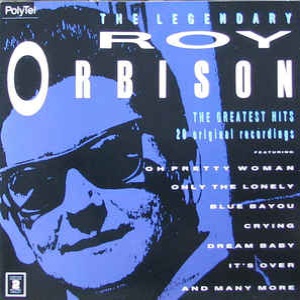 PolyTel
THE LEGENDARY
ROY
ORBISON
THE GREATEST HITS
20 original recordings
FEATURING
OH PRETTY WOMAN
ONLY THE LONELY
BLUE BAYOU
CRYING
DREAM BABY
IT'S OVER
AND MANY MORE